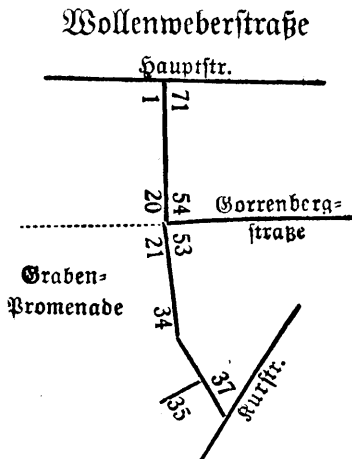 Wollenweberſtraße
Hauptſtr.
1 71
20 54
Gorrenberg=
ſtraße
21 53
Graben=
Promenade
34
37
35
Kurſtr.